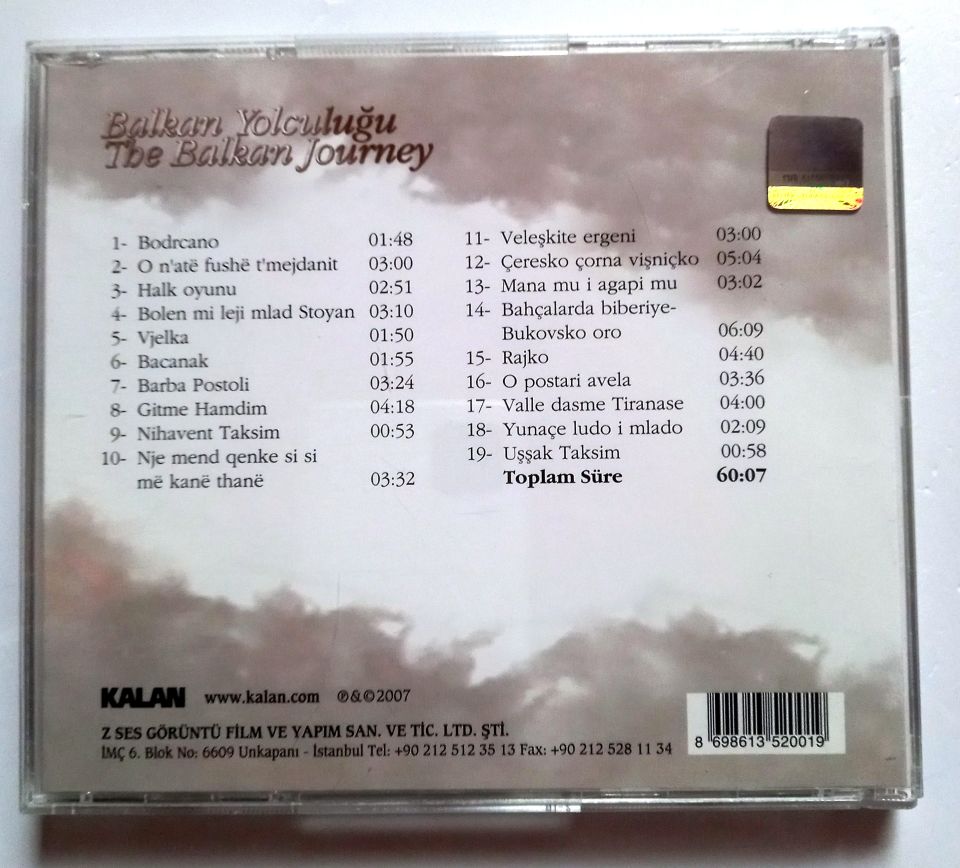 Balkan Yolculuğu
The Balkan Journey
1- Bodrcano 01:48
2- O n'atë fushë t'mejdanit 03:00
3- Halk oyunu 02:51
4- Bolen mi leji mlad Stoyan 03:10
5- Vjelka 01:50
6- Bacanak 01:55
7- Barba Postoli 03:24
8- Gitme Hamdim 04:18
9- Nihavent Taksim 00:53
10- Nje mend qenke si si
më kanë thanë 03:32
11- Veleşkite ergeni 03:00
12- Çeresko çorna vişniçko 05:04
13- Mana mu i agapi mu 03:02
14- Bahçalarda biberiye-
Bukovsko oro 06:09
15- Rajko 04:40
16- O postari avela 03:36
17- Valle dasme Tiranase 04:00
18- Yunaçe ludo i mlado 02:09
19- Uşşak Taksim 00:58
Toplam Süre 60:07
KALAN www.kalan.com ℗&©2007
Z SES GÖRÜNTÜ FİLM VE YAPIM SAN. VE TİC. LTD. ŞTİ.
İMÇ 6. Blok No: 6609 Unkapanı - İstanbul Tel: +90 212 512 35 13 Fax: +90 212 528 11 34
8 698613 520019